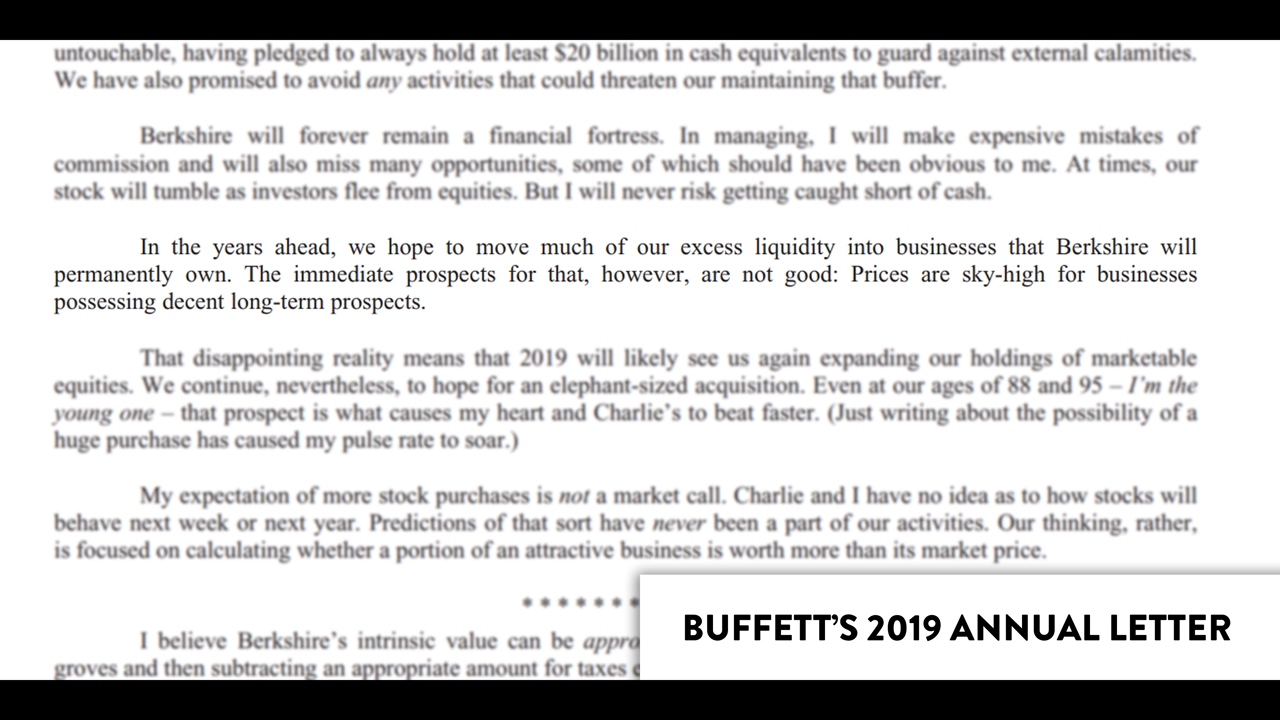 untouchable, having pledged to always hold at least $20 billion in cash equivalents to guard against external calamities.
We have also promised to avoid any activities that could threaten our maintaining that buffer.
Berkshire will forever remain a financial fortress. In managing, I will make expensive mistakes of
commission and will also miss many opportunities, some of which should have been obvious to me. At times, our
stock will tumble as investors flee from equities. But I will never risk getting caught short of cash.
In the years ahead, we hope to move much of our excess liquidity into businesses that Berkshire will
permanently own. The immediate prospects for that, however, are not good: Prices are sky-high for businesses
possessing decent long-term prospects.
That disappointing reality means that 2019 will likely see us again expanding our holdings of marketable
equities. We continue, nevertheless, to hope for an elephant-sized acquisition. Even at our ages of 88 and 95 – I’m the
young one – that prospect is what causes my heart and Charlie’s to beat faster. (Just writing about the possibility of a
huge purchase has caused my pulse rate to soar.)
My expectation of more stock purchases is not a market call. Charlie and I have no idea as to how stocks will
behave next week or next year. Predictions of that sort have never been a part of our activities. Our thinking, rather,
is focused on calculating whether a portion of an attractive business is worth more than its market price.
* * * * * * *
I believe Berkshire’s intrinsic value can be appro
groves and then subtracting an appropriate amount for taxes
BUFFETT’S 2019 ANNUAL LETTER